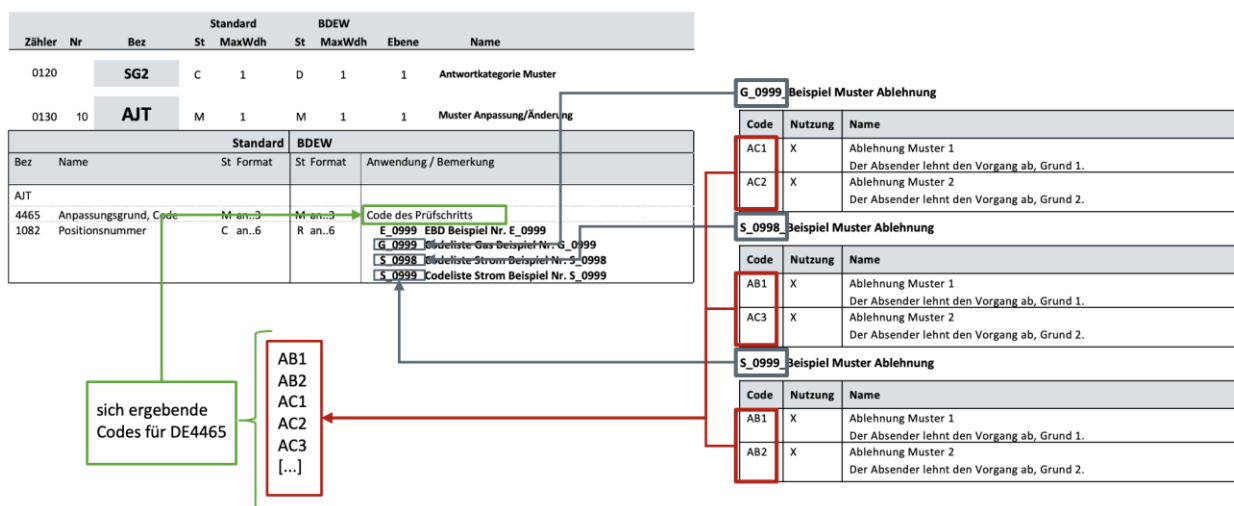 Standard BDEW
Zähler Nr Bez St MaxWdh St MaxWdh Ebene Name
0120 SG2 C 1 D 1 1 Antwortkategorie Muster
0130 10 AJT M 1 M 1 1 Muster Anpassung/Änderung
Standard BDEW
Bez Name St Format St Format Anwendung / Bemerkung
AJT
4465 Anpassungsgrund, Code M an..3 M an..3 Code des Prüfschritts
1082 Positionsnummer C an..6 R an..6 E_0999 EBD Beispiel Nr. E_0999
G_0999 Codeliste Gas Beispiel Nr. G_0999
S_0998 Codeliste Strom Beispiel Nr. S_0998
S_0999 Codeliste Strom Beispiel Nr. S_0999
sich ergebende
Codes für DE4465
AB1
AB2
AC1
AC2
AC3
[...]
G_0999_Beispiel Muster Ablehnung
Code Nutzung Name
AC1 X Ablehnung Muster 1
Der Absender lehnt den Vorgang ab, Grund 1.
AC2 X Ablehnung Muster 2
Der Absender lehnt den Vorgang ab, Grund 2.
S_0998_Beispiel Muster Ablehnung
Code Nutzung Name
AB1 X Ablehnung Muster 1
Der Absender lehnt den Vorgang ab, Grund 1.
AC3 X Ablehnung Muster 2
Der Absender lehnt den Vorgang ab, Grund 2.
S_0999_Beispiel Muster Ablehnung
Code Nutzung Name
AB1 X Ablehnung Muster 1
Der Absender lehnt den Vorgang ab, Grund 1.
AB2 X Ablehnung Muster 2
Der Absender lehnt den Vorgang ab, Grund 2.